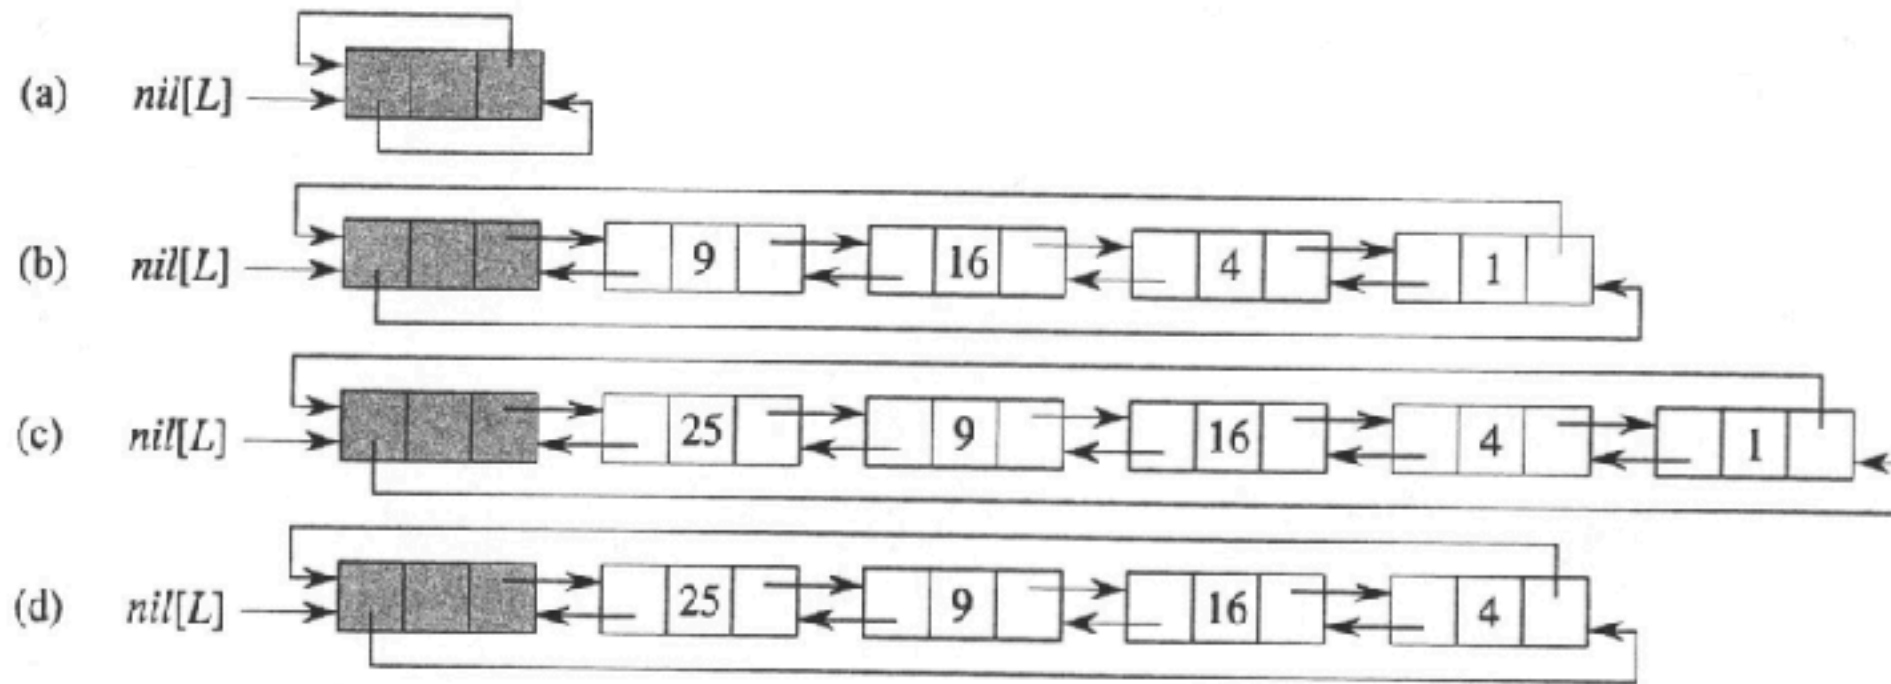 (a) nil[L]
(b) nil[L] 9 16 4 1
(c) nil[L] 25 9 16 4 1
(d) nil[L] 25 9 16 4